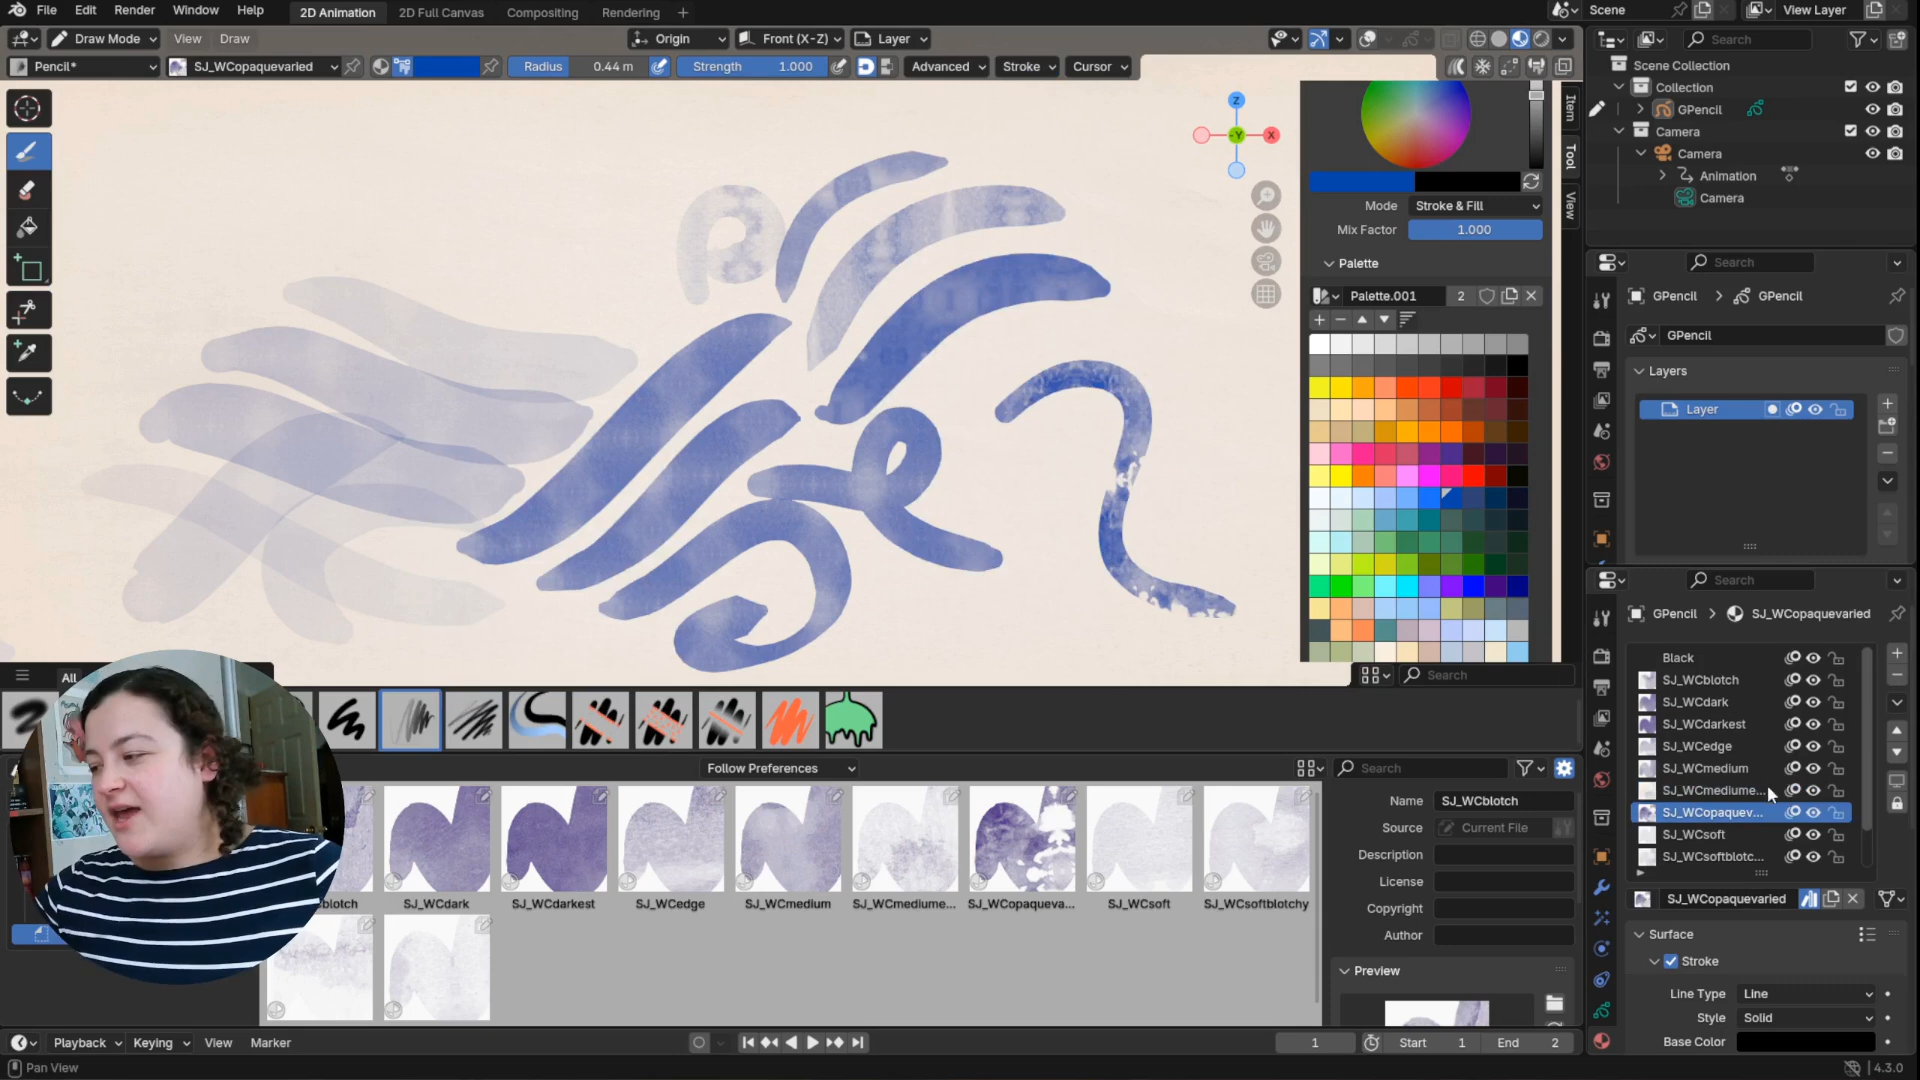 File Edit Render Window Help 2D Animation 2D Full Canvas Compositing Rendering + Scene View Layer
Draw Mode View Draw Origin Front (X-Z) Layer Search
Pencil* SJ_WCopaquevaried Radius 0.44 m Strength 1.000 Advanced Stroke Cursor
Scene Collection
Collection
GPencil
Camera
Camera
Animation
Camera
Z
-Y
X
Item
Tool
View
Mode Stroke & Fill
Mix Factor 1.000
Palette
Palette.001 2
Search
GPencil GPencil
GPencil
Layers
Layer
Search
GPencil SJ_WCopaquevaried
Black
SJ_WCblotch
SJ_WCdark
SJ_WCdarkest
SJ_WCedge
SJ_WCmedium
SJ_WCmediume...
SJ_WCopaquev...
SJ_WCsoft
SJ_WCsoftblotc...
SJ_WCopaquevaried
Surface
Stroke
Line Type Line
Style Solid
Base Color
All
Search
Follow Preferences Search
blotch SJ_WCdark SJ_WCdarkest SJ_WCedge SJ_WCmedium SJ_WCmediume... SJ_WCopaqueva... SJ_WCsoft SJ_WCsoftblotchy
Name SJ_WCblotch
Source Current File
Description
License
Copyright
Author
Preview
Playback Keying View Marker 1 Start 1 End 2
Pan View 4.3.0